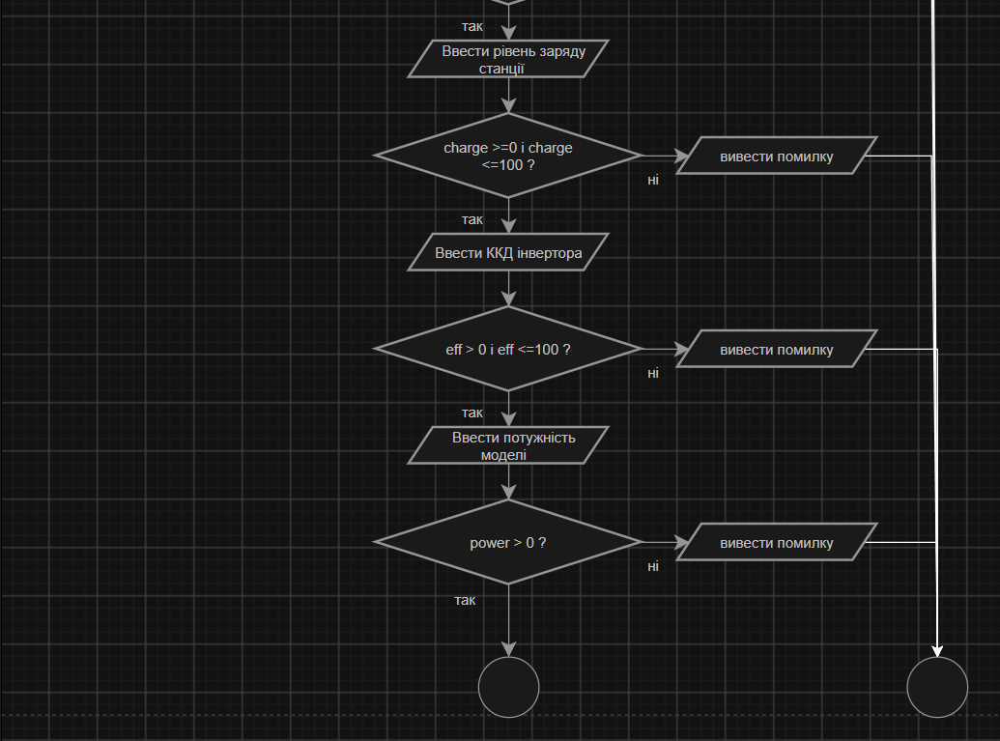 так
Ввести рівень заряду
станції
charge >=0 і charge
<=100 ?
вивести помилку
ні
так
Ввести ККД інвертора
eff > 0 і eff <=100 ?
вивести помилку
ні
так
Ввести потужність
моделі
power > 0 ?
вивести помилку
ні
так